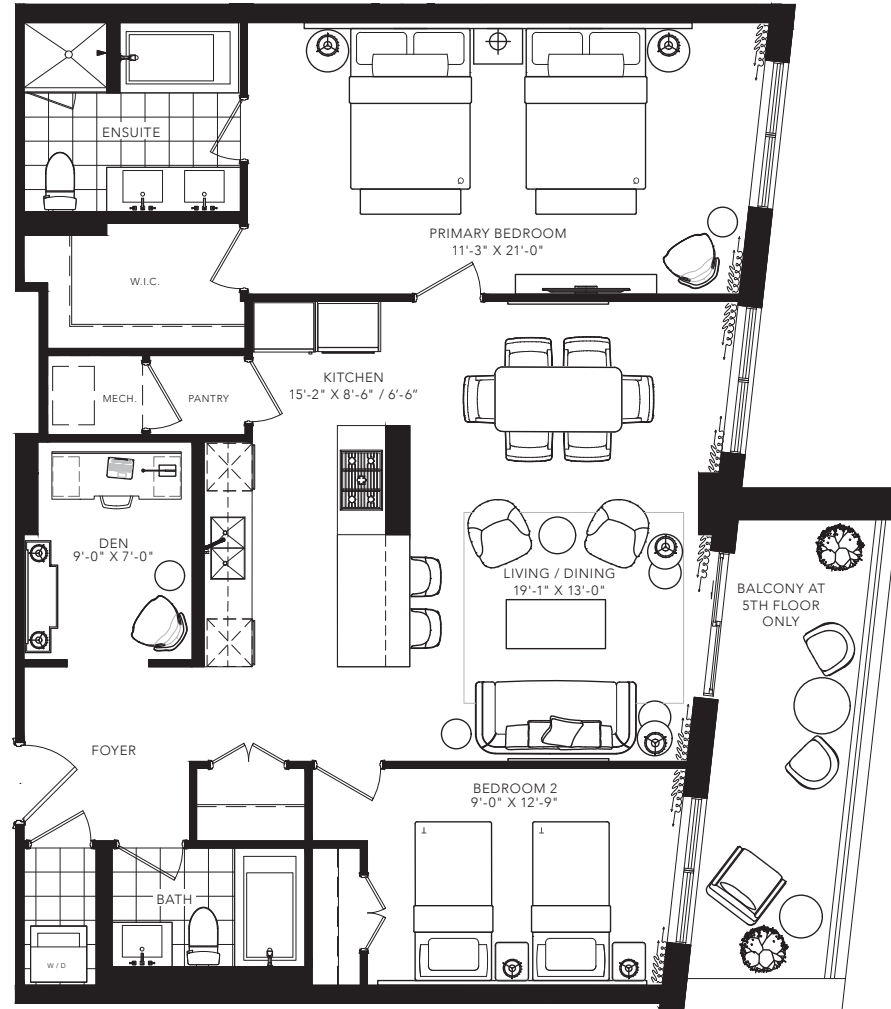 ENSUITE
PRIMARY BEDROOM
11'-3" X 21'-0"
W.I.C.
KITCHEN
15'-2" X 8'-6" / 6'-6"
MECH.
PANTRY
DEN
9'-0" X 7'-0"
LIVING / DINING
19'-1" X 13'-0"
BALCONY AT
5TH FLOOR
ONLY
FOYER
BEDROOM 2
9'-0" X 12'-9"
BATH
W/D